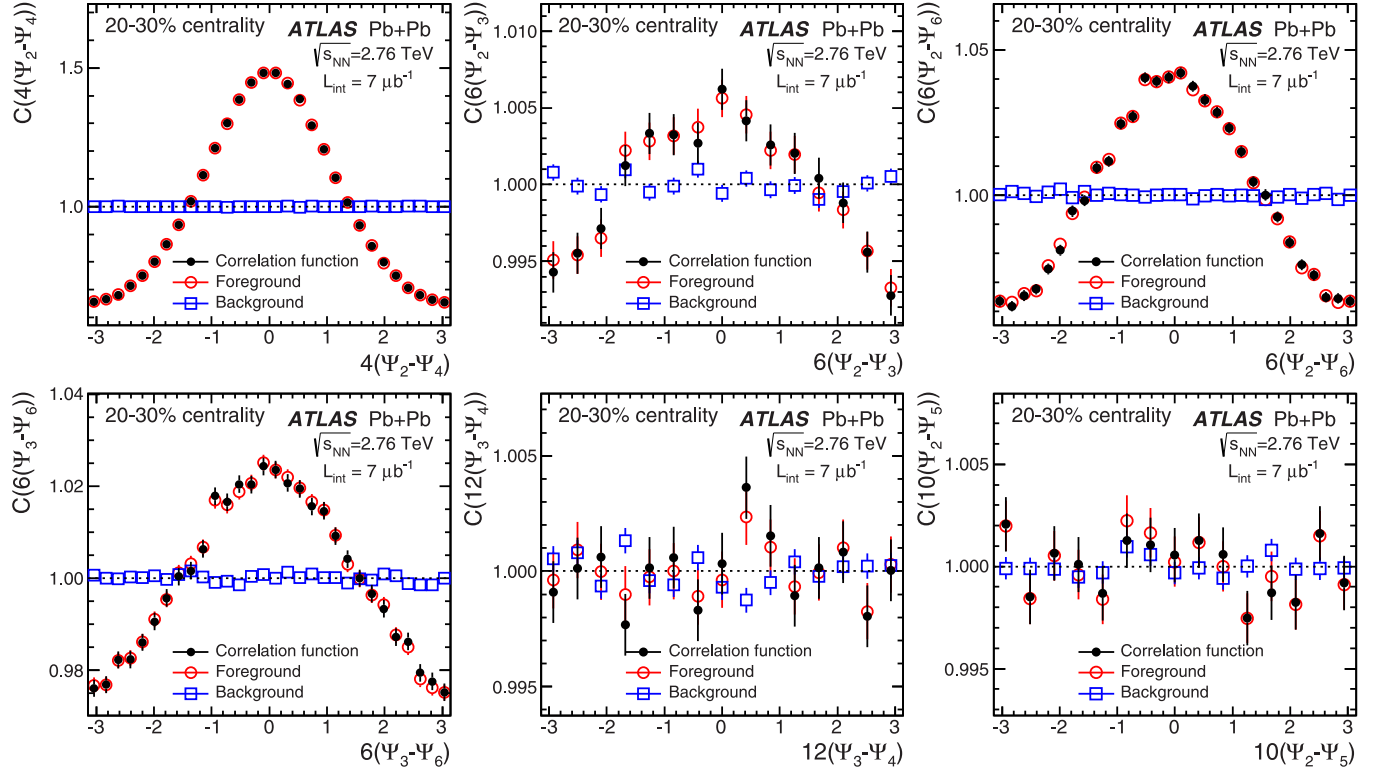 20-30% centrality
ATLAS Pb+Pb
√sNN=2.76 TeV
Lint = 7 μb-1
C(4(Ψ2-Ψ4))
1.5
1.0
Correlation function
Foreground
Background
-3 -2 -1 0 1 2 3
4(Ψ2-Ψ4)
20-30% centrality
ATLAS Pb+Pb
√sNN=2.76 TeV
Lint = 7 μb-1
C(6(Ψ2-Ψ3))
1.010
1.005
1.000
0.995
Correlation function
Foreground
Background
-3 -2 -1 0 1 2 3
6(Ψ2-Ψ3)
20-30% centrality
ATLAS Pb+Pb
√sNN=2.76 TeV
Lint = 7 μb-1
C(6(Ψ2-Ψ6))
1.05
1.00
Correlation function
Foreground
Background
-3 -2 -1 0 1 2 3
6(Ψ2-Ψ6)
20-30% centrality
ATLAS Pb+Pb
√sNN=2.76 TeV
Lint = 7 μb-1
C(6(Ψ3-Ψ6))
1.04
1.02
1.00
0.98
Correlation function
Foreground
Background
-3 -2 -1 0 1 2 3
6(Ψ3-Ψ6)
20-30% centrality
ATLAS Pb+Pb
√sNN=2.76 TeV
Lint = 7 μb-1
C(12(Ψ3-Ψ4))
1.005
1.000
0.995
Correlation function
Foreground
Background
-3 -2 -1 0 1 2 3
12(Ψ3-Ψ4)
20-30% centrality
ATLAS Pb+Pb
√sNN=2.76 TeV
Lint = 7 μb-1
C(10(Ψ2-Ψ5))
1.005
1.000
0.995
Correlation function
Foreground
Background
-3 -2 -1 0 1 2 3
10(Ψ2-Ψ5)